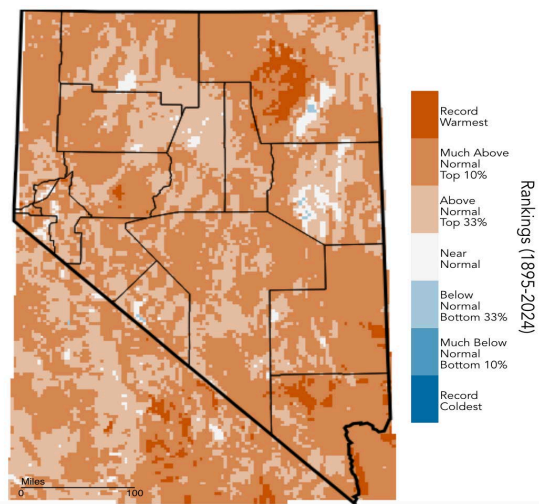 Record
Warmest
Much Above
Normal
Top 10%
Above
Normal
Top 33%
Near
Normal
Below
Normal
Bottom 33%
Much Below
Normal
Bottom 10%
Record
Coldest
Rankings (1895-2024)
Miles
0 100